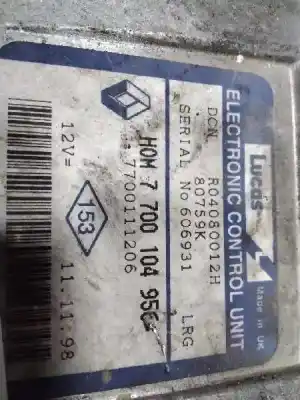 Lucas
Made in UK
ELECTRONIC CONTROL UNIT
DCN R04080012H
80759K LRG
SERIAL No 606931
HOM 7 700 104 956
7700111206
12V= 153 11.11.98